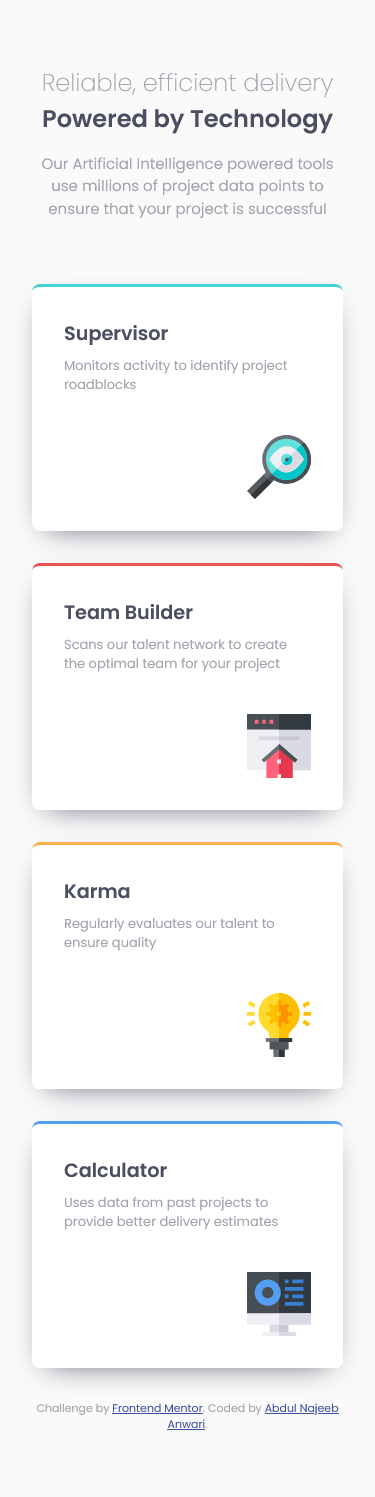 Reliable, efficient delivery
Powered by Technology
Our Artificial Intelligence powered tools
use millions of project data points to
ensure that your project is successful
Supervisor
Monitors activity to identify project
roadblocks
Team Builder
Scans our talent network to create
the optimal team for your project
Karma
Regularly evaluates our talent to
ensure quality
Calculator
Uses data from past projects to
provide better delivery estimates
Challenge by Frontend Mentor. Coded by Abdul Najeeb
Anwari.